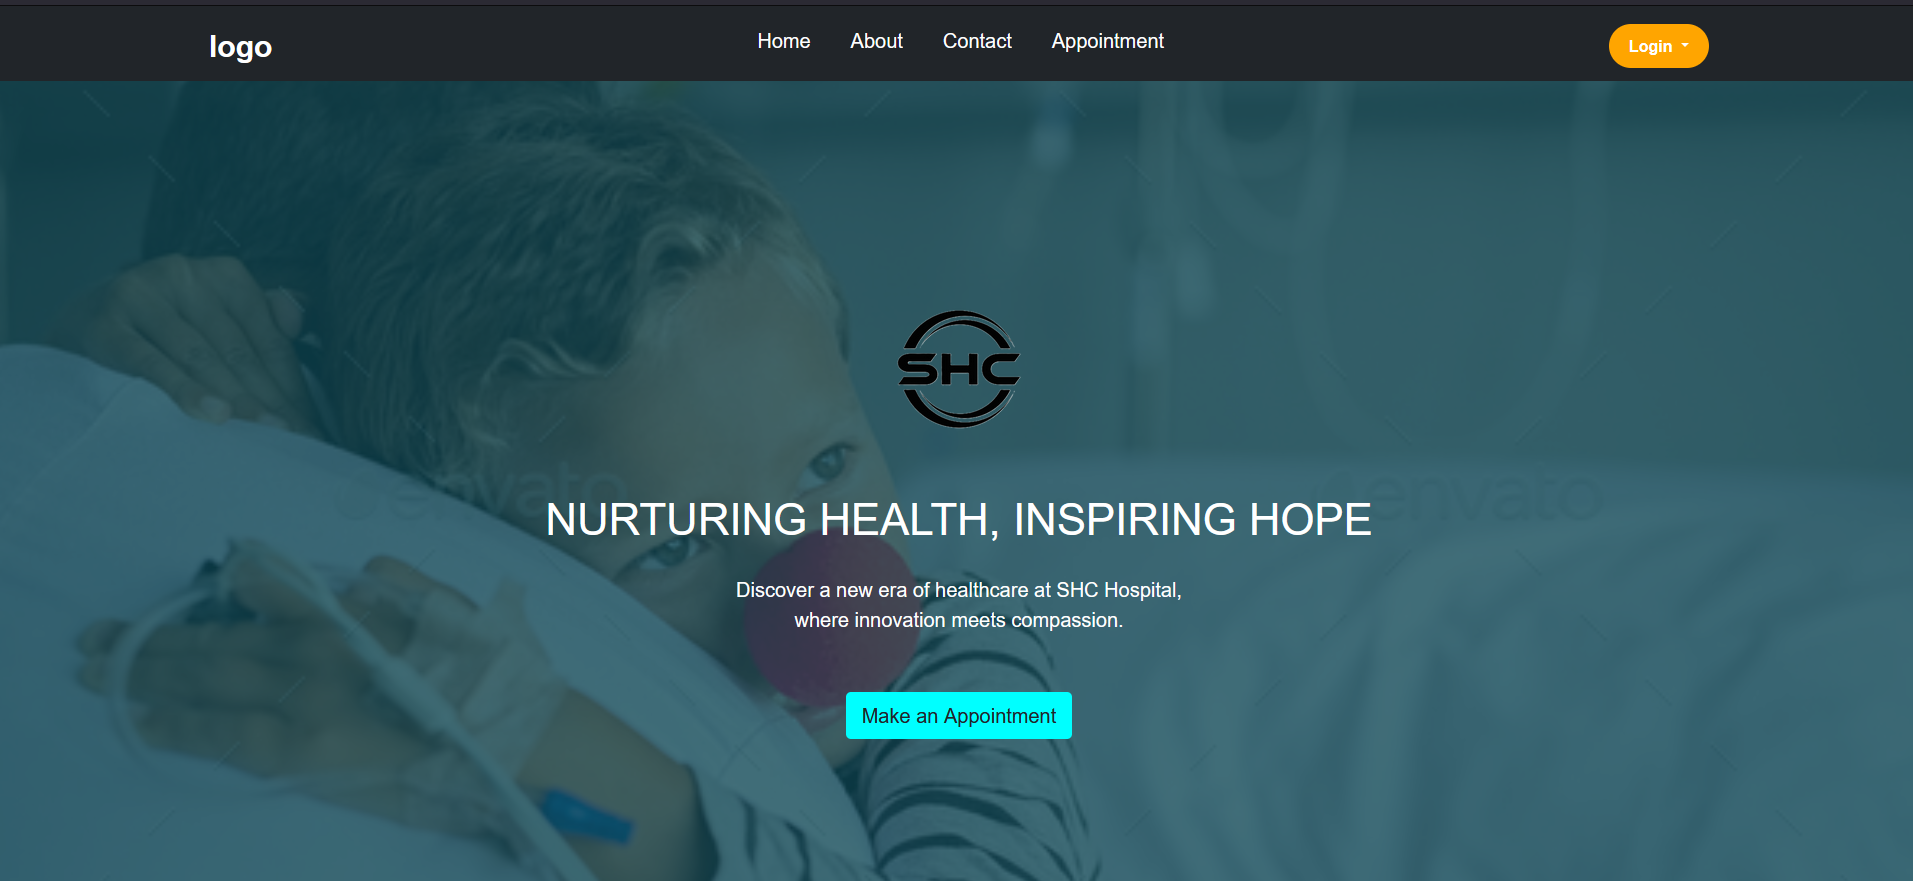 logo
Home About Contact Appointment
Login
SHC
envato
envato
NURTURING HEALTH, INSPIRING HOPE
Discover a new era of healthcare at SHC Hospital,
where innovation meets compassion.
Make an Appointment